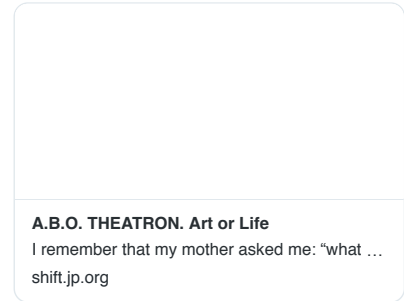 A.B.O. THEATRON. Art or Life
I remember that my mother asked me: “what …
shift.jp.org